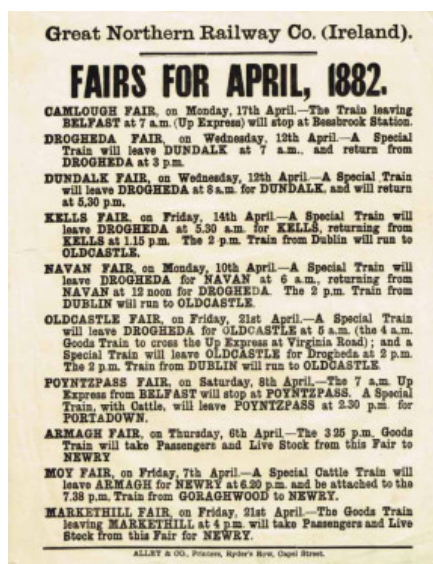 Great Northern Railway Co. (Ireland).
FAIRS FOR APRIL, 1882.
CAMLOUGH FAIR, on Monday, 17th April.—The Train leaving
BELFAST at 7 a.m. (Up Express) will stop at Bessbrook Station.
DROGHEDA FAIR, on Wednesday, 12th April.—A Special
Train will leave DUNDALK at 7 a.m., and return from
DROGHEDA at 3 p.m.
DUNDALK FAIR, on Wednesday, 12th April.—A Special Train
will leave DROGHEDA at 8 a.m. for DUNDALK, and will return
at 5.30 p.m.
KELLS FAIR, on Friday, 14th April.—A Special Train will
leave DROGHEDA at 5.30 a.m. for KELLS, returning from
KELLS at 1.15 p.m. The 2 p.m. Train from Dublin will run to
OLDCASTLE.
NAVAN FAIR, on Monday, 10th April.—A Special Train will
leave DROGHEDA for NAVAN at 6 a.m., returning from
NAVAN at 12 noon for DROGHEDA. The 2 p.m. Train from
DUBLIN will run to OLDCASTLE.
OLDCASTLE FAIR, on Friday, 21st April.—A Special Train
will leave DROGHEDA for OLDCASTLE at 5 a.m. (the 4 a.m.
Goods Train to cross the Up Express at Virginia Road); and a
Special Train will leave OLDCASTLE for Drogheda at 2 p.m.
The 2 p.m. Train from DUBLIN will run to OLDCASTLE
POYNTZPASS FAIR, on Saturday, 8th April.—The 7 a.m. Up
Express from BELFAST will stop at POYNTZPASS. A Special
Train, with Cattle, will leave POYNTZPASS at 2.30 p.m. for
PORTADOWN.
ARMAGH FAIR, on Thursday, 6th April.—The 3 25 p.m. Goods
Train will take Passengers and Live Stock from this Fair to
NEWRY
MOY FAIR, on Friday, 7th April.—A Special Cattle Train will
leave ARMAGH for NEWRY at 6.20 p.m. and be attached to the
7.38 p.m. Train from GORAGHWOOD to NEWRY.
MARKETHILL FAIR, on Friday, 21st April.—The Goods Train
leaving MARKETHILL at 4 p.m. will take Passengers and Live
Stock from this Fair for NEWRY.
ALLEY & CO., Printers, Ryder's Row, Capel Street.